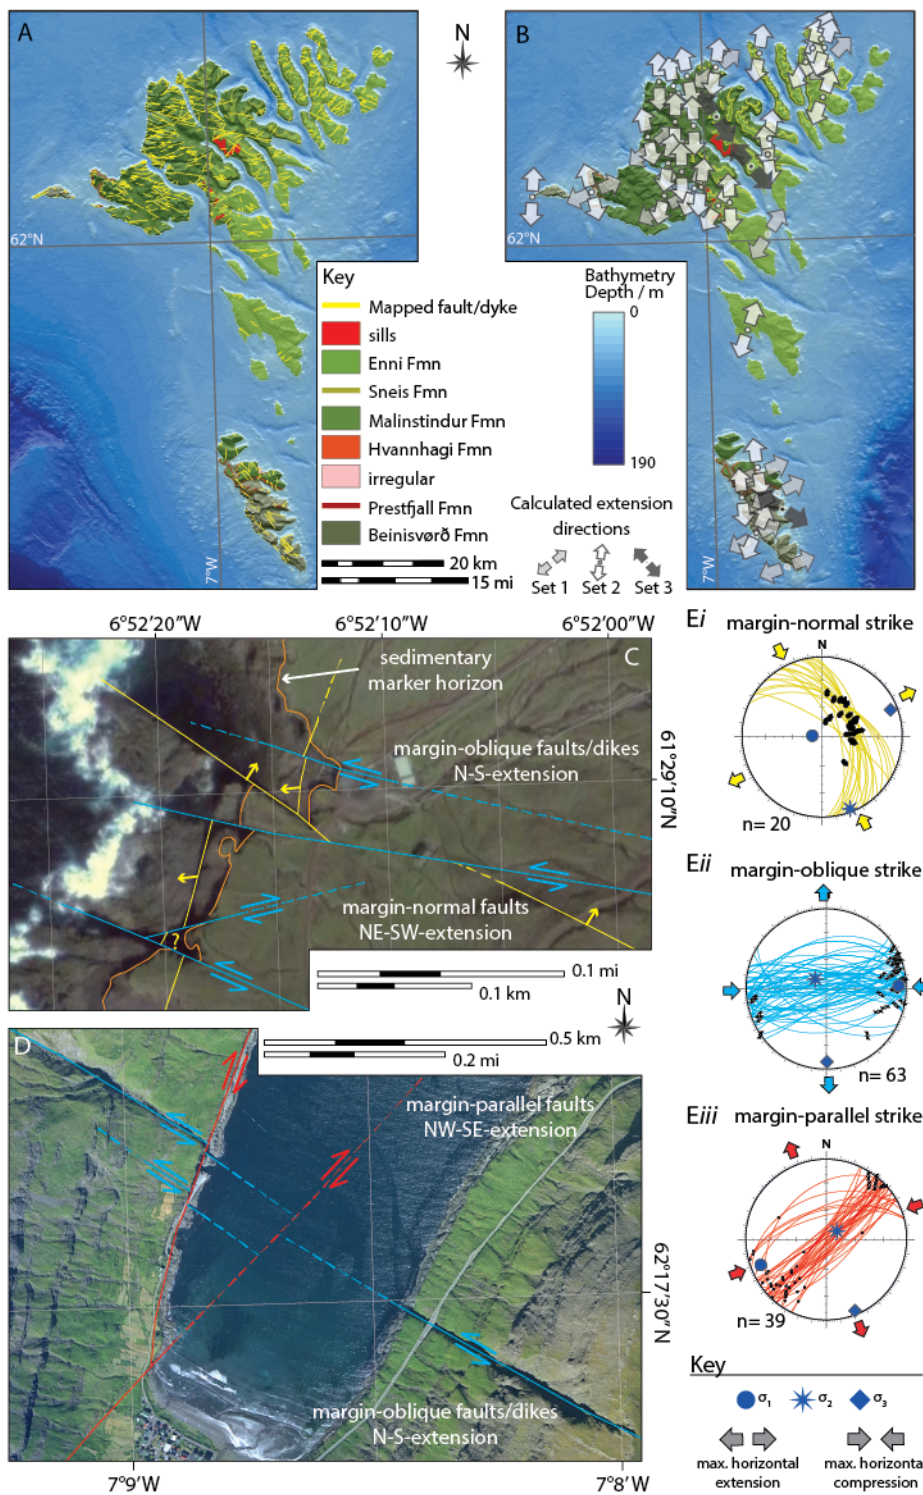 A
N
B
62°N
62°N
Key
Mapped fault/dyke
sills
Enni Fmn
Sneis Fmn
Malinstindur Fmn
Hvannhagi Fmn
irregular
Prestfjall Fmn
Beinisvørð Fmn
20 km
15 mi
7°W
Bathymetry
Depth / m
0
190
Calculated extension
directions
Set 1
Set 2
Set 3
7°W
6°52'20"W
6°52'10"W
6°52'00"W
C
sedimentary
marker horizon
margin-oblique faults/dikes
N-S-extension
61°29'10"N
margin-normal faults
NE-SW-extension
?
0.1 mi
0.1 km
N
D
0.5 km
0.2 mi
margin-parallel faults
NW-SE-extension
62°17'30"N
margin-oblique faults/dikes
N-S-extension
7°9'W
7°8'W
Ei
margin-normal strike
N
n= 20
Eii
margin-oblique strike
n= 63
Eiii
margin-parallel strike
N
n= 39
Key
σ1
σ2
σ3
max. horizontal
extension
max. horizonta
compression